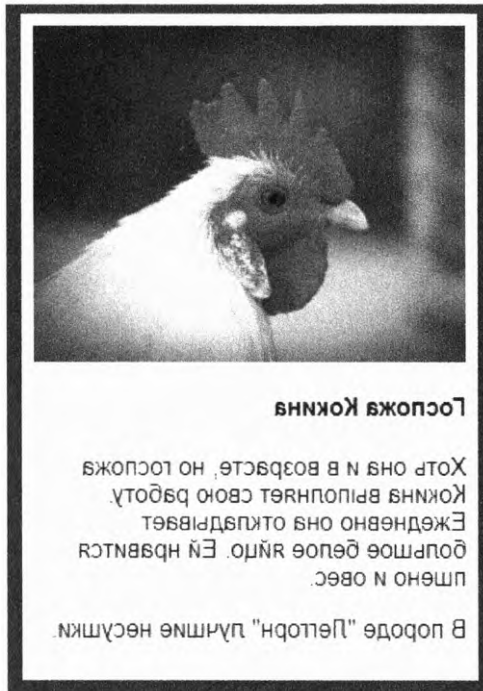 Госпожа Кокина
Хоть она и в возрасте, но госпожа
Кокина выполняет свою работу.
Ежедневно она откладывает
большое белое яйцо. Ей нравится
пшено и овес.
В породе "Леггорн" лучшие несушки.